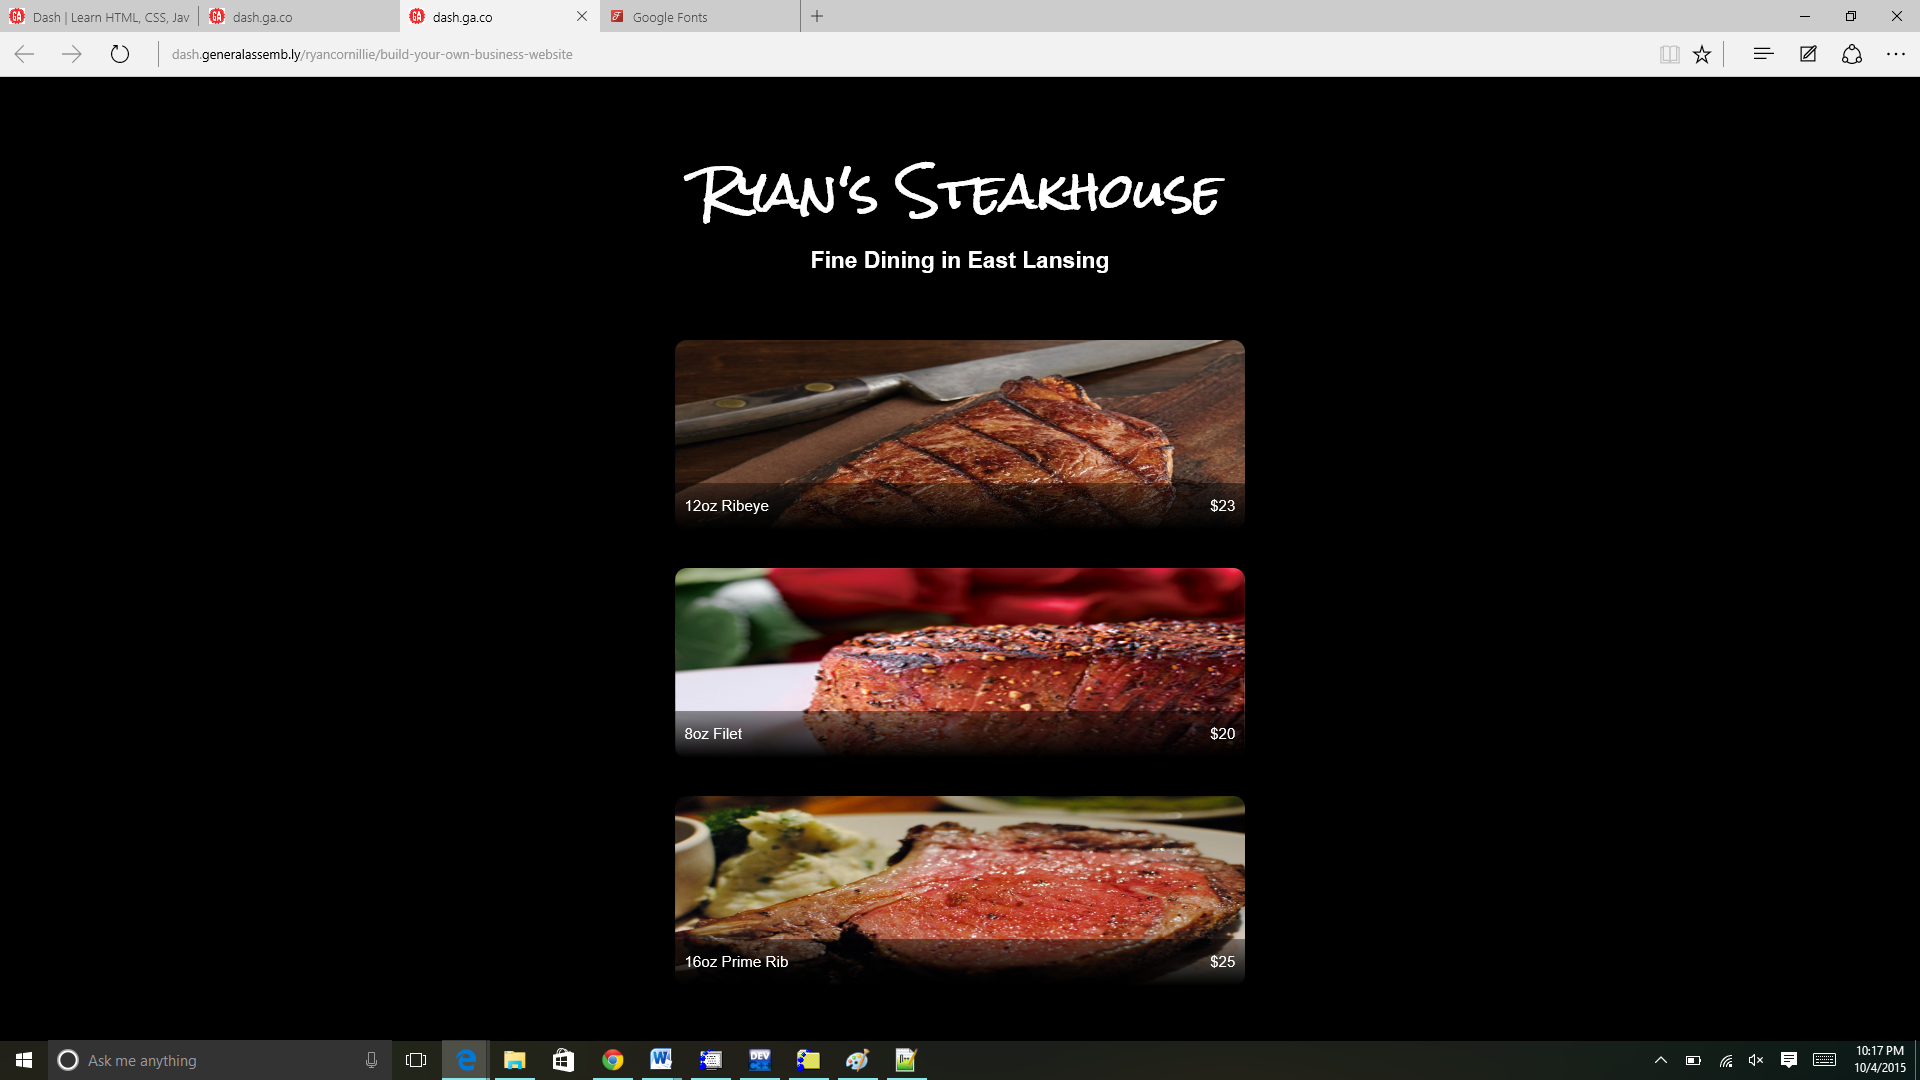 Dash | Learn HTML, CSS, Jav
dash.ga.co
dash.ga.co
Google Fonts
dash.generalassemb.ly/ryancornillie/build-your-own-business-website
Ryan's Steakhouse
Fine Dining in East Lansing
12oz Ribeye $23
8oz Filet $20
16oz Prime Rib $25
Ask me anything
DEV
10:17 PM
10/4/2015